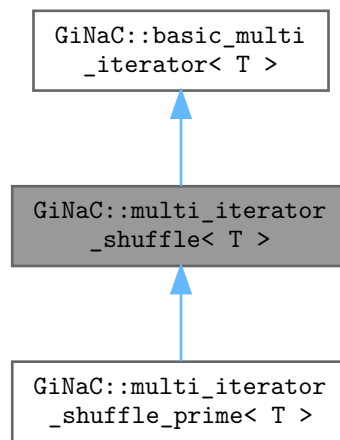 GiNaC::basic_multi
_iterator< T >
GiNaC::multi_iterator
_shuffle< T >
GiNaC::multi_iterator
_shuffle_prime< T >